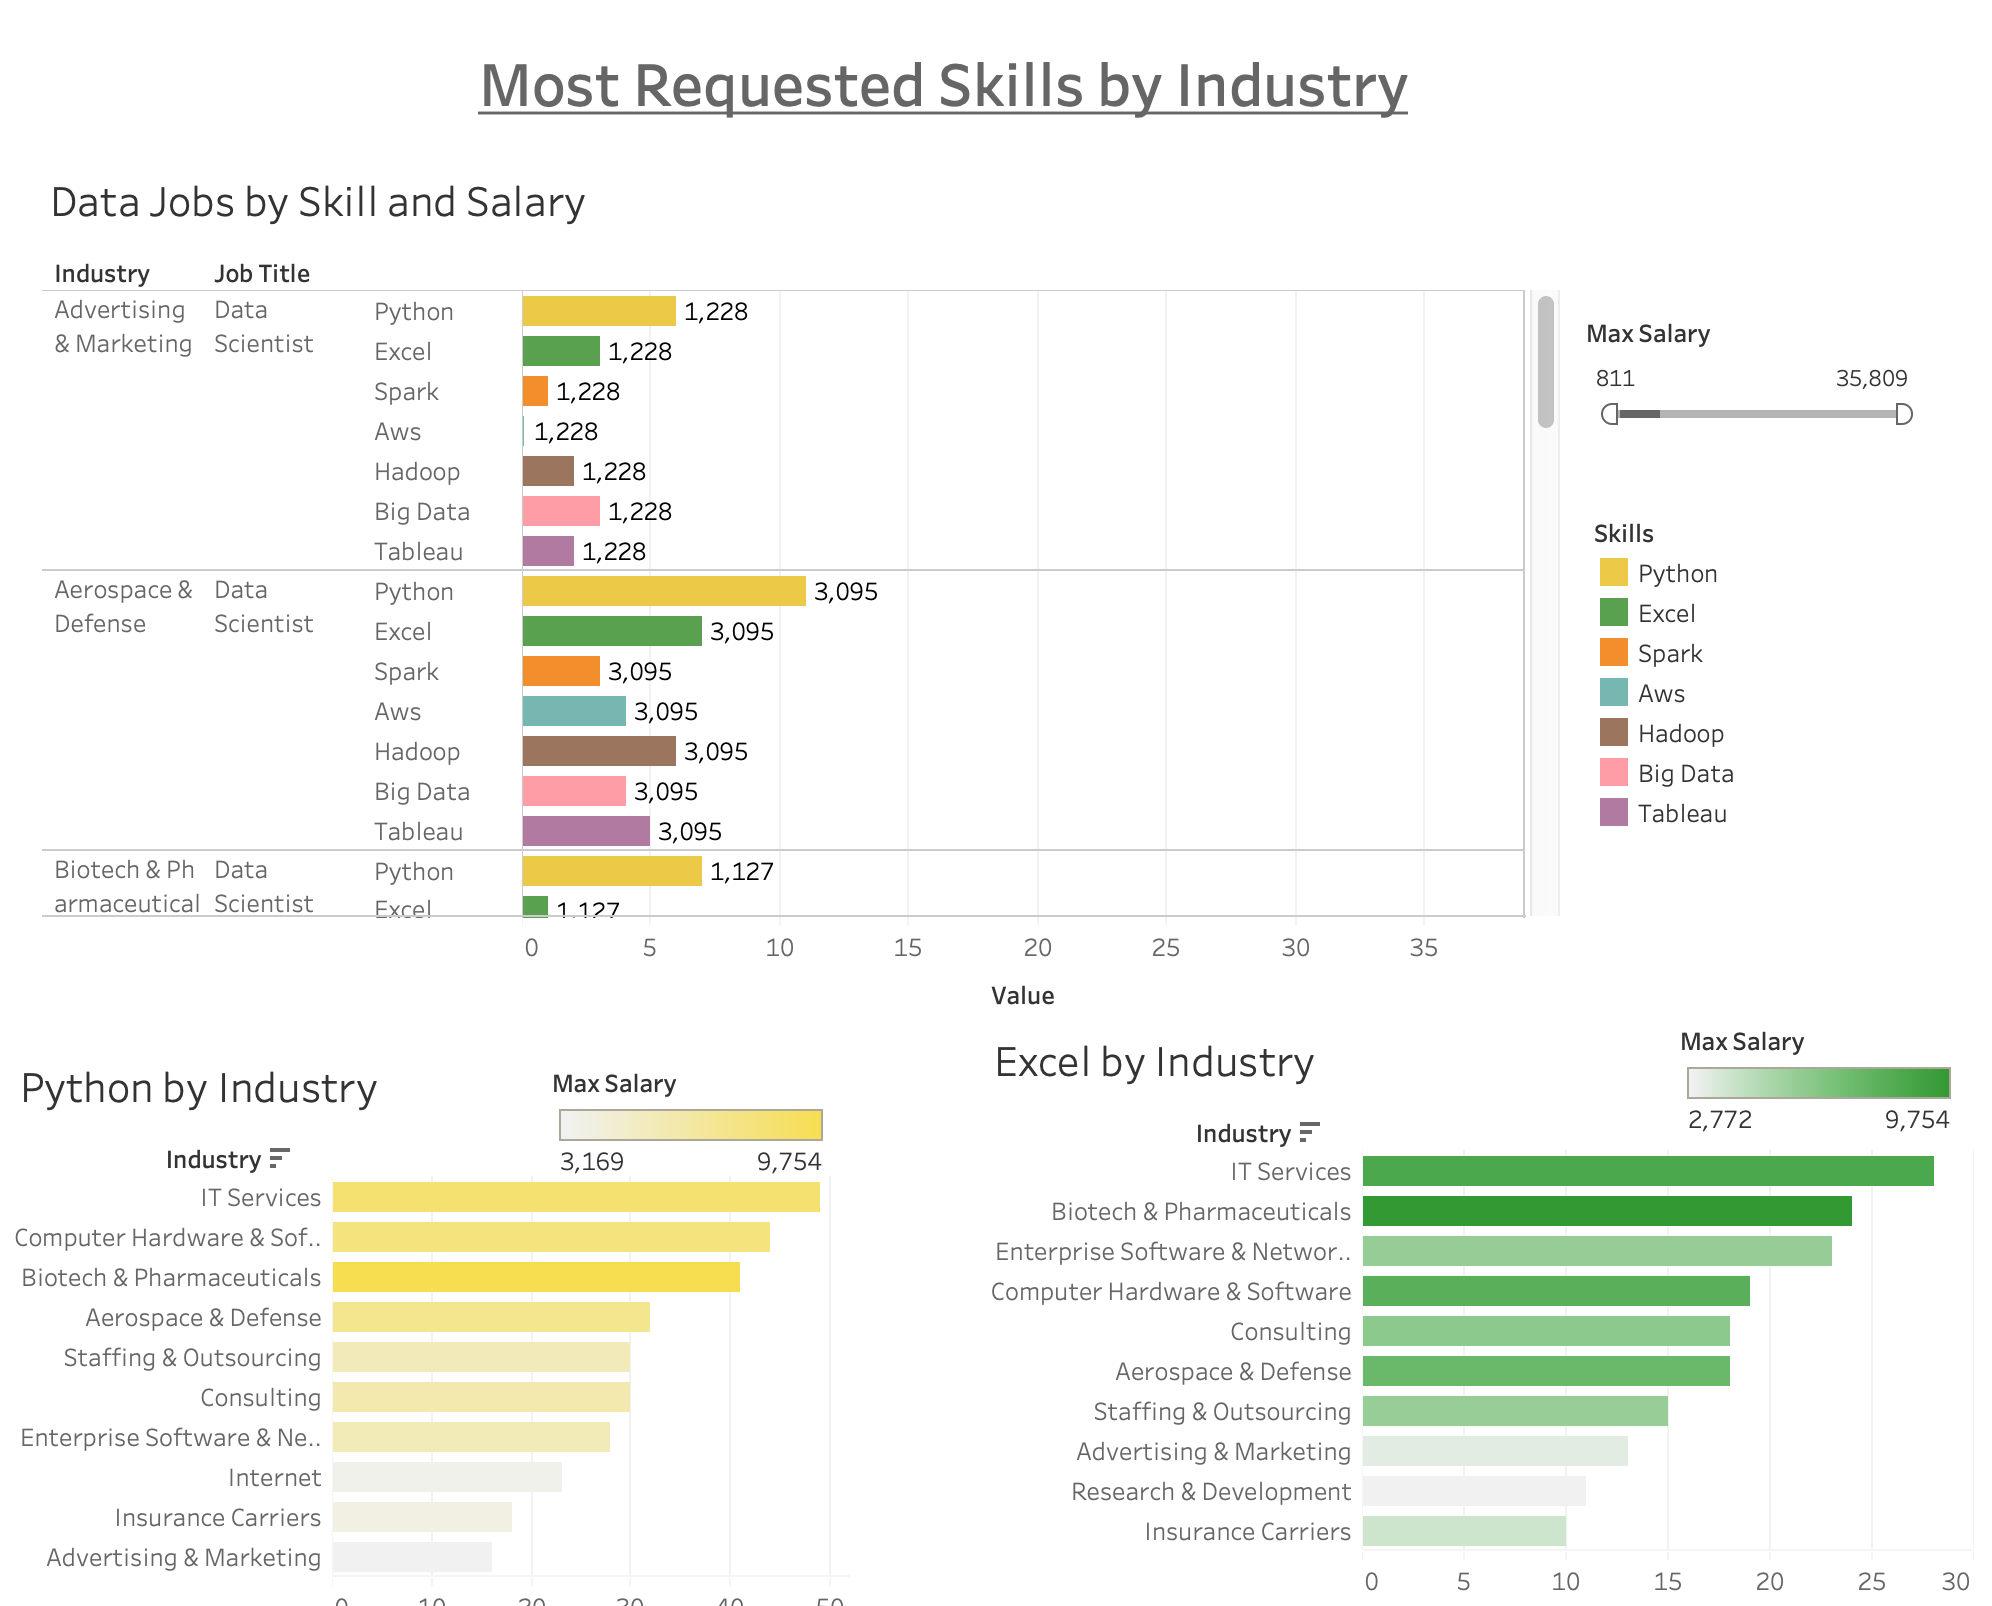 Most Requested Skills by Industry
Data Jobs by Skill and Salary
Industry Job Title
Advertising & Marketing Data Scientist
Python 1,228
Excel 1,228
Spark 1,228
Aws 1,228
Hadoop 1,228
Big Data 1,228
Tableau 1,228
Aerospace & Defense Data Scientist
Python 3,095
Excel 3,095
Spark 3,095
Aws 3,095
Hadoop 3,095
Big Data 3,095
Tableau 3,095
Biotech & Pharmaceutical Data Scientist
Python 1,127
Excel 1,127
0 5 10 15 20 25 30 35
Value
Max Salary
811 35,809
Skills
Python
Excel
Spark
Aws
Hadoop
Big Data
Tableau
Python by Industry
Max Salary
3,169 9,754
Industry
IT Services
Computer Hardware & Sof..
Biotech & Pharmaceuticals
Aerospace & Defense
Staffing & Outsourcing
Consulting
Enterprise Software & Ne..
Internet
Insurance Carriers
Advertising & Marketing
0 10 20 30 40 50
Excel by Industry
Max Salary
2,772 9,754
Industry
IT Services
Biotech & Pharmaceuticals
Enterprise Software & Networ..
Computer Hardware & Software
Consulting
Aerospace & Defense
Staffing & Outsourcing
Advertising & Marketing
Research & Development
Insurance Carriers
0 5 10 15 20 25 30